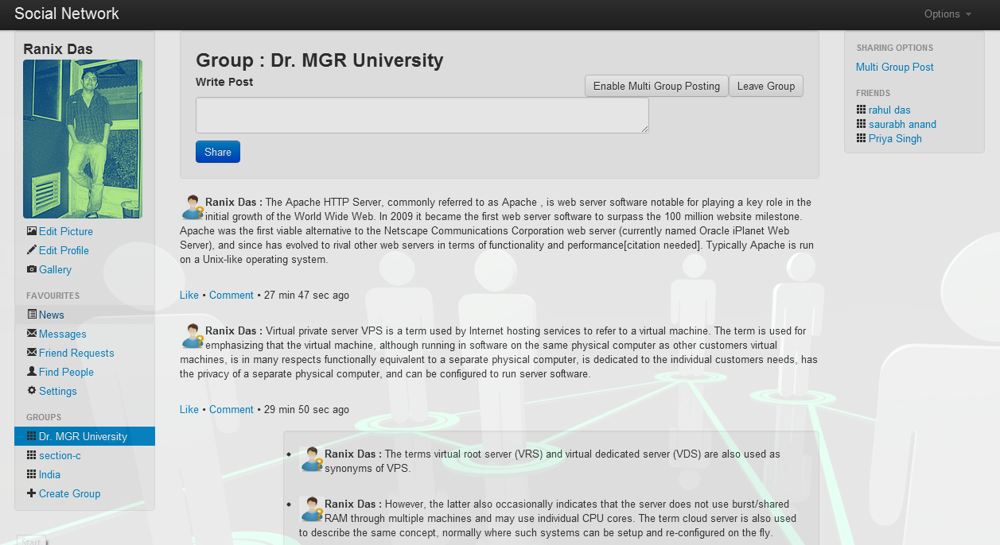 Social Network
Options
Ranix Das
Edit Picture
Edit Profile
Gallery
FAVOURITES
News
Messages
Friend Requests
Find People
Settings
GROUPS
Dr. MGR University
section-c
India
Create Group
Start
Group : Dr. MGR University
Write Post
Enable Multi Group Posting
Leave Group
Share
Ranix Das : The Apache HTTP Server, commonly referred to as Apache , is web server software notable for playing a key role in the
initial growth of the World Wide Web. In 2009 it became the first web server software to surpass the 100 million website milestone.
Apache was the first viable alternative to the Netscape Communications Corporation web server (currently named Oracle iPlanet Web
Server), and since has evolved to rival other web servers in terms of functionality and performance[citation needed]. Typically Apache is run
on a Unix-like operating system.
Like • Comment • 27 min 47 sec ago
Ranix Das : Virtual private server VPS is a term used by Internet hosting services to refer to a virtual machine. The term is used for
emphasizing that the virtual machine, although running in software on the same physical computer as other customers virtual
machines, is in many respects functionally equivalent to a separate physical computer, is dedicated to the individual customers needs, has
the privacy of a separate physical computer, and can be configured to run server software.
Like • Comment • 29 min 50 sec ago
• Ranix Das : The terms virtual root server (VRS) and virtual dedicated server (VDS) are also used as
synonyms of VPS.
• Ranix Das : However, the latter also occasionally indicates that the server does not use burst/shared
RAM through multiple machines and may use individual CPU cores. The term cloud server is also used
to describe the same concept, normally where such systems can be setup and re-configured on the fly.
SHARING OPTIONS
Multi Group Post
FRIENDS
rahul das
saurabh anand
Priya Singh